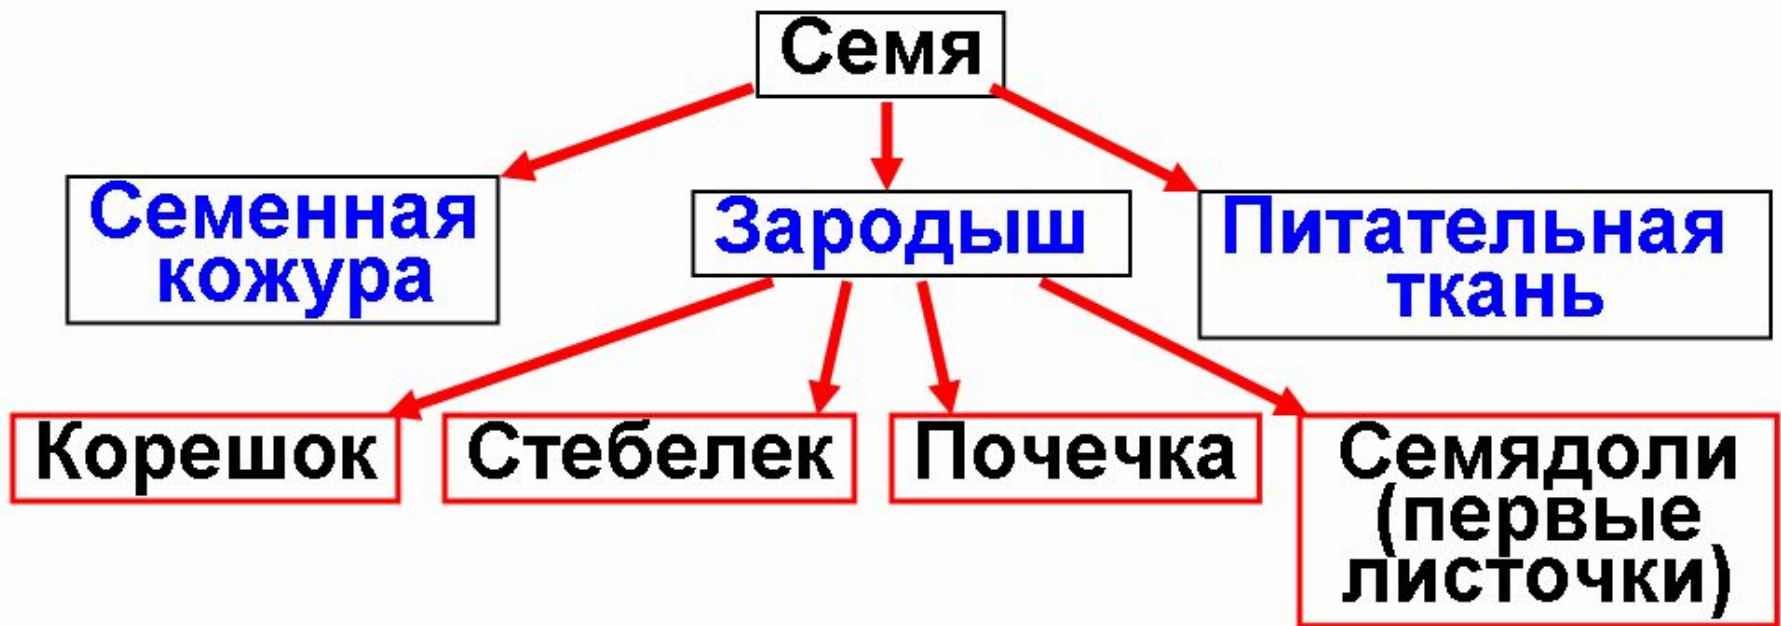 Семя
Семенная
кожура
Зародыш
Питательная
ткань
Корешок
Стебелек
Почечка
Семядоли
(первые
листочки)